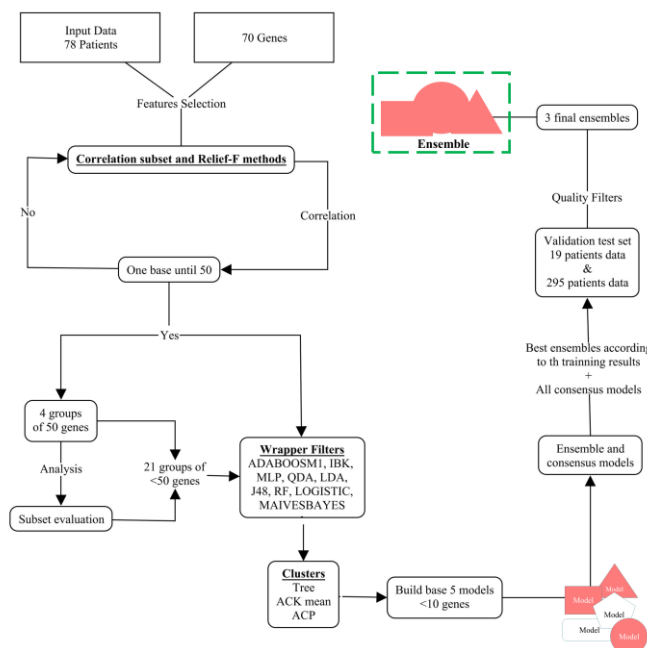 Input Data
78 Patients
70 Genes
Features Selection
Correlation subset and Relief-F methods
No
Correlation
One base until 50
Yes
4 groups
of 50 genes
Analysis
Subset evaluation
21 groups of
<50 genes
Wrapper Filters
ADABOOSM1, IBK,
MLP, QDA, LDA,
J48, RF, LOGISTIC,
MAIVESBAYES
Clusters
Tree
ACK mean
ACP
Build base 5 models
<10 genes
Model
Model
Model
Model
Model
Ensemble and
consensus models
Best ensembles according
to th trainning results
+
All consensus models
Validation test set
19 patients data
&
295 patients data
Quality Filters
3 final ensembles
Ensemble